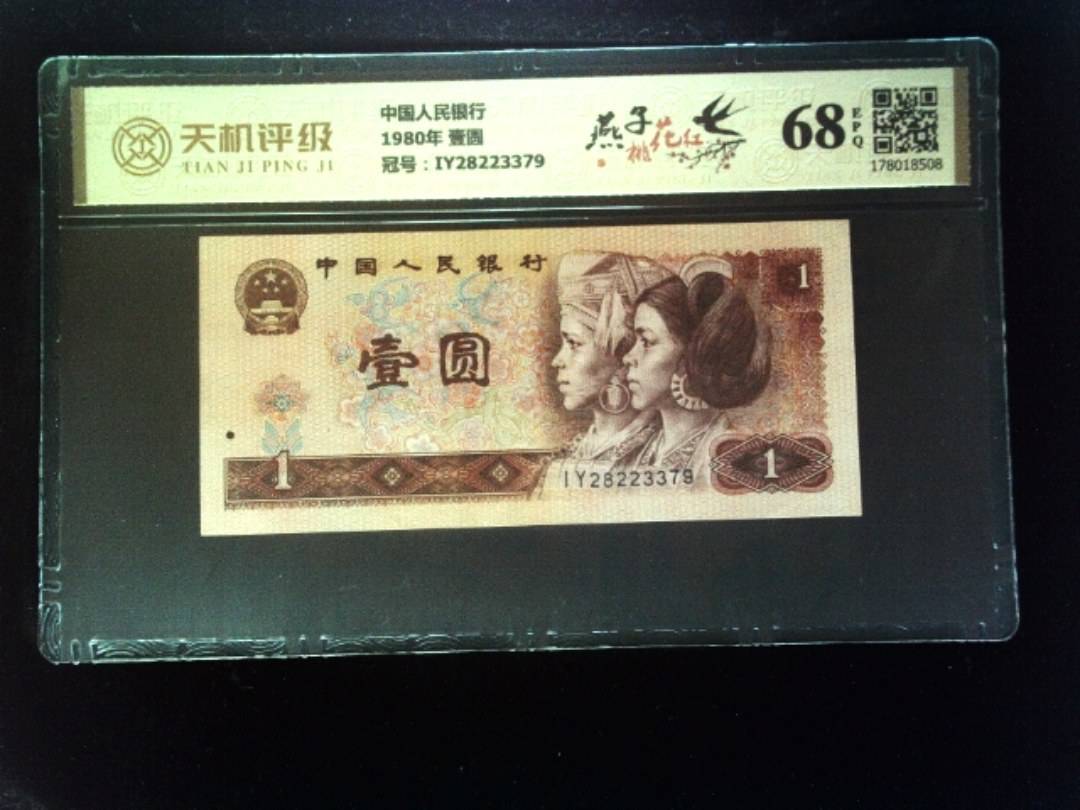 天机评级
TIAN JI PING JI
中国人民银行
1980年 壹圆
冠号：IY28223379
燕子
桃花红
68
EPQ
178018508
中国人民银行
1
壹圆
1
IY28223379
1